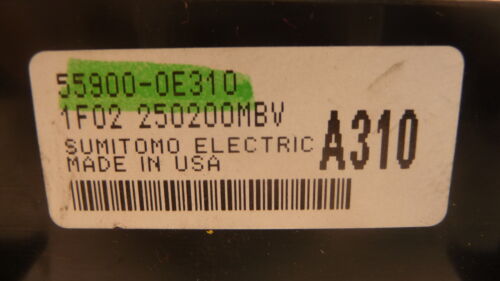 55900-0E310
1F02 250200MBV
SUMITOMO ELECTRIC
MADE IN USA
A310